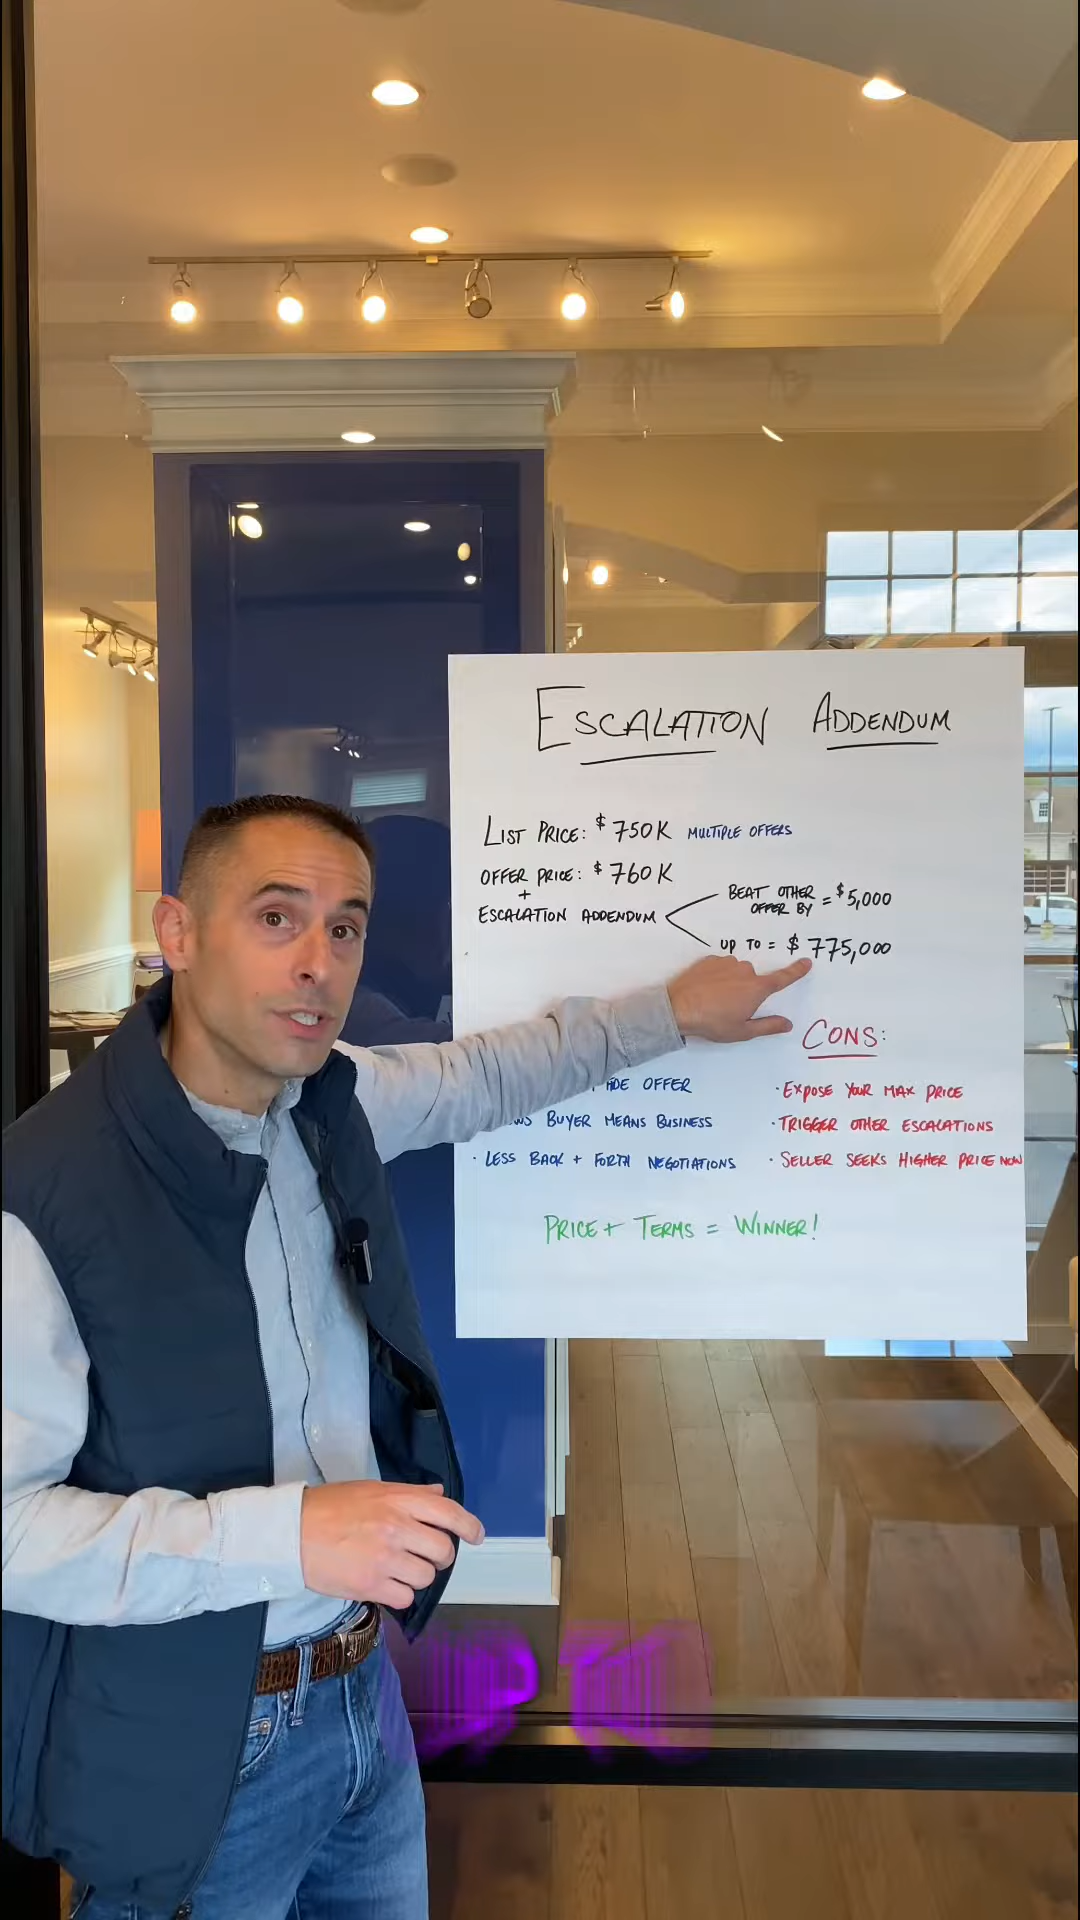 ESCALATION ADDENDUM
LIST PRICE: $750K MULTIPLE OFFERS
OFFER PRICE: $760K
+
ESCALATION ADDENDUM
BEAT OTHER
OFFER BY = $5,000
UP TO = $775,000
CONS:
OFFER
BUYER MEANS BUSINESS
· LESS BACK + FORTH NEGOTIATIONS
· EXPOSE YOUR MAX PRICE
· TRIGGER OTHER ESCALATIONS
· SELLER SEEKS HIGHER PRICE NOW
PRICE + TERMS = WINNER!
UP TO